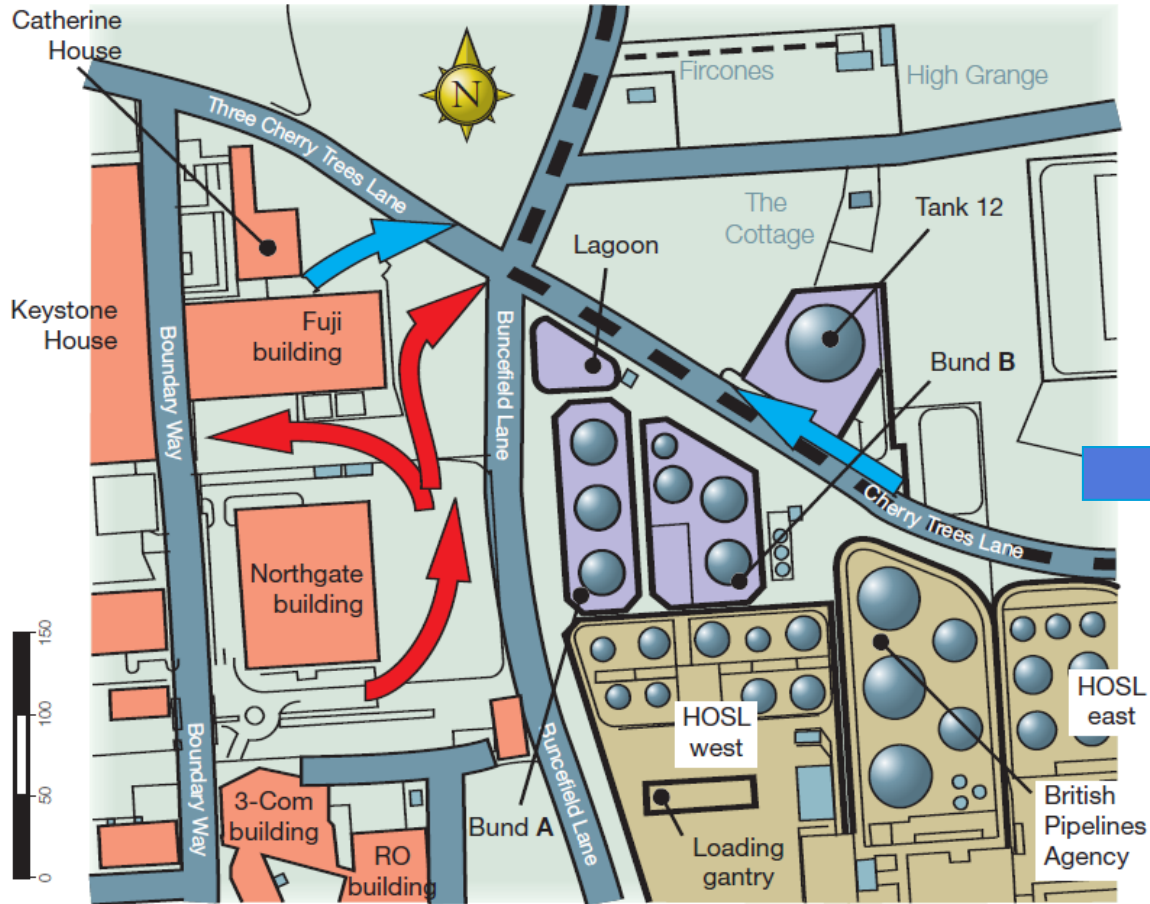 Catherine
House
Three Cherry Trees Lane
N
Fircones
High Grange
The
Cottage
Tank 12
Lagoon
Keystone
House
Boundary Way
Fuji
building
Buncefield Lane
Bund B
Cherry Trees Lane
Northgate
building
150
100
50
0
HOSL
west
HOSL
east
Boundary Way
Buncefield Lane
3-Com
building
RO
building
Bund A
Loading
gantry
British
Pipelines
Agency